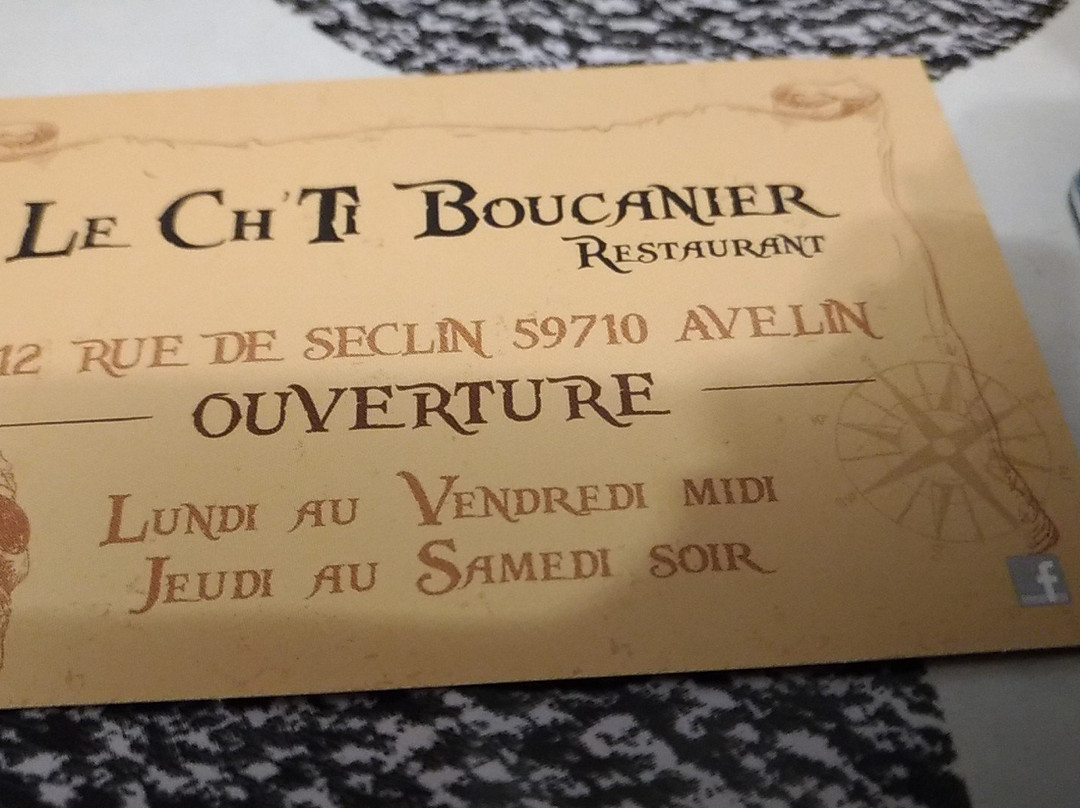 Le Ch'Ti Boucanier
Restaurant
12 RUE DE SECLIN 59710 AVELIN
OUVERTURE
Lundi au Vendredi midi
Jeudi au Samedi soir
f